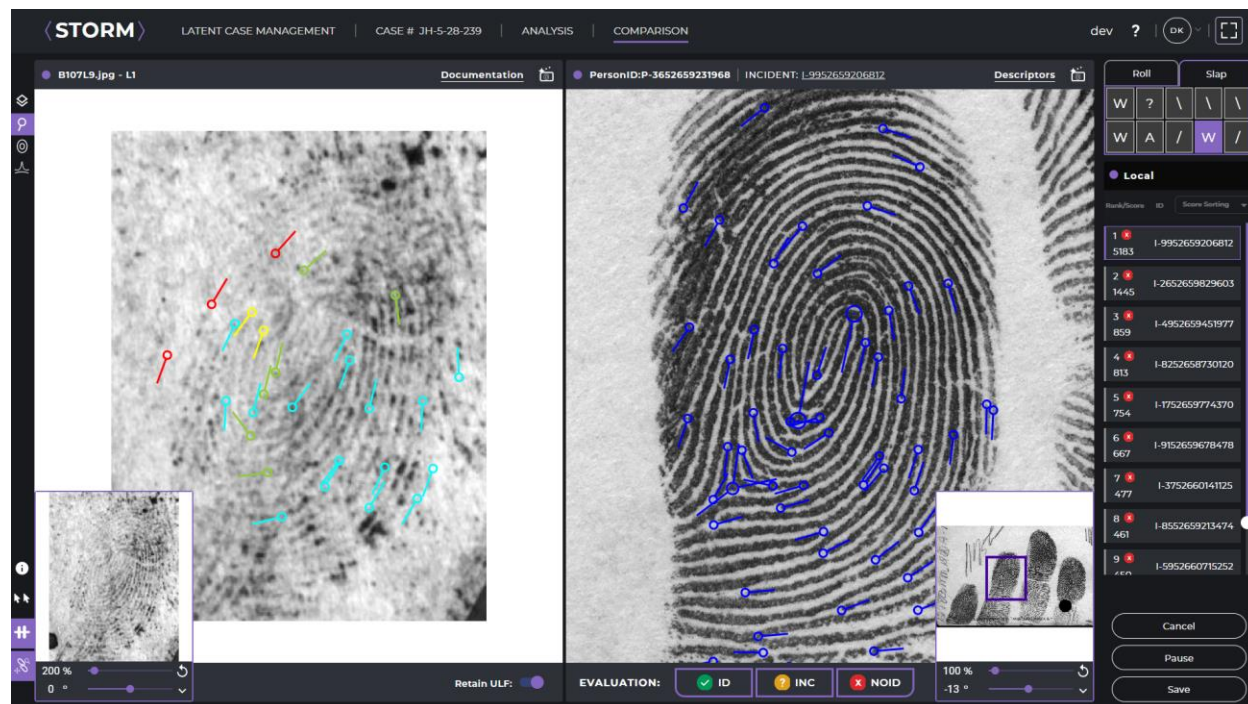 ⟨STORM⟩ LATENT CASE MANAGEMENT | CASE # JH-5-28-239 | ANALYSIS | COMPARISON dev ? | DK
B107L9.jpg - L1 Documentation
PersonID:P-3652659231968 | INCIDENT: I-9952659206812 Descriptors
Roll Slap
W ? \ \ \
W A / W /
Local
Rank/Score ID Score Sorting
1 I-9952659206812
5183
2 I-2652659829603
1445
3 I-4952659451977
859
4 I-8252658730120
813
5 I-1752659774370
754
6 I-9152659678478
667
7 I-3752660141125
477
8 I-8552659213474
461
9 I-5952660715252
200 %
0 °
Retain ULF:
EVALUATION: ID INC NOID
100 %
-13 °
Cancel
Pause
Save